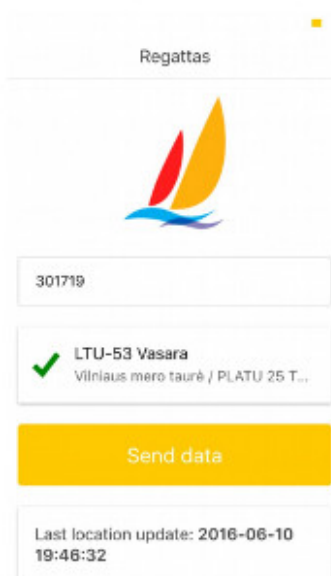 Regattas
301719
LTU-53 Vasara
Vilniaus mero taurė / PLATU 25 T...
Send data
Last location update: 2016-06-10
19:46:32